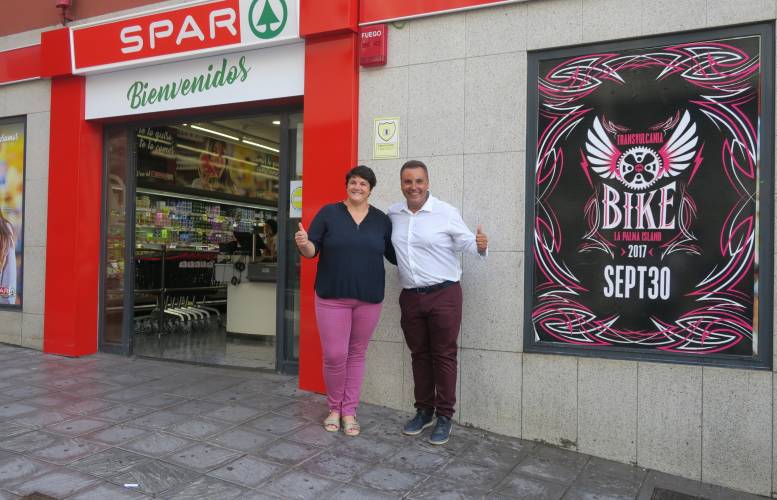 SPAR
Bienvenidos
FUEGO
TRANSVULCANIA
BIKE
LA PALMA ISLAND
2017
SEPT30